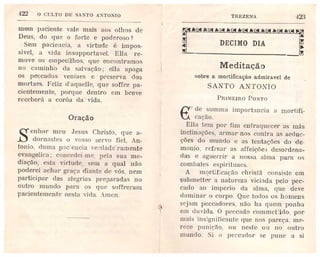 422 O CULTO DE SANTO ANTONIO
mem paciente vale mais aos olhos de
Deus, do que o forte e poderoso?
Sem paciencia, a virtude é impos-
sivel, a vida insupportavel. Ella re-
move os empecilhos, que encontramos
no caminho da salvação; ella apaga
os peccados veniaes e preserva dos
mortaes. Feliz d'aquelle, que soffre pa-
cientemente, porque dentro em breve
receberá a corôa da vida.
Oração
Senhor meu Jesus Christo, que a-
dornastes o vosso servo fiel, An-
tonio, duma paciencia verdadeiramente
evangelica; concedei-me, pela sua me-
diação, esta virtude, sem a qual não
poderei achar graça diante de vós, nem
participar das alegrias preparadas no
outro mundo para os que soffreram
pacientemente nesta vida. Amen.
TREZENA 423
DECIMO DIA
Meditação
sobre a mortificação admiravel de
SANTO ANTONIO
PRIMEIRO PONTO
É de summa importancia a mortifi-
cação.
Ella tem por fim enfraquecer as más
inclinações, armar-nos contra as seduc-
ções do mundo e as tentações do de-
monio, refrear as affeições desordena-
das e aguerrir a nossa alma para os
combates espirituaes.
A mortificação christã consiste em
submetter a natureza viciada pelo pec-
cado ao imperio da alma, que deve
dominar o corpo. Que todos os homens
sejam peccadores, não ha quem ponha
em duvida. O peccado commettido, por
mais insignificante que nos pareça, me-
rece punição, ou neste ou no outro
mundo. Si o peccador se pune a si